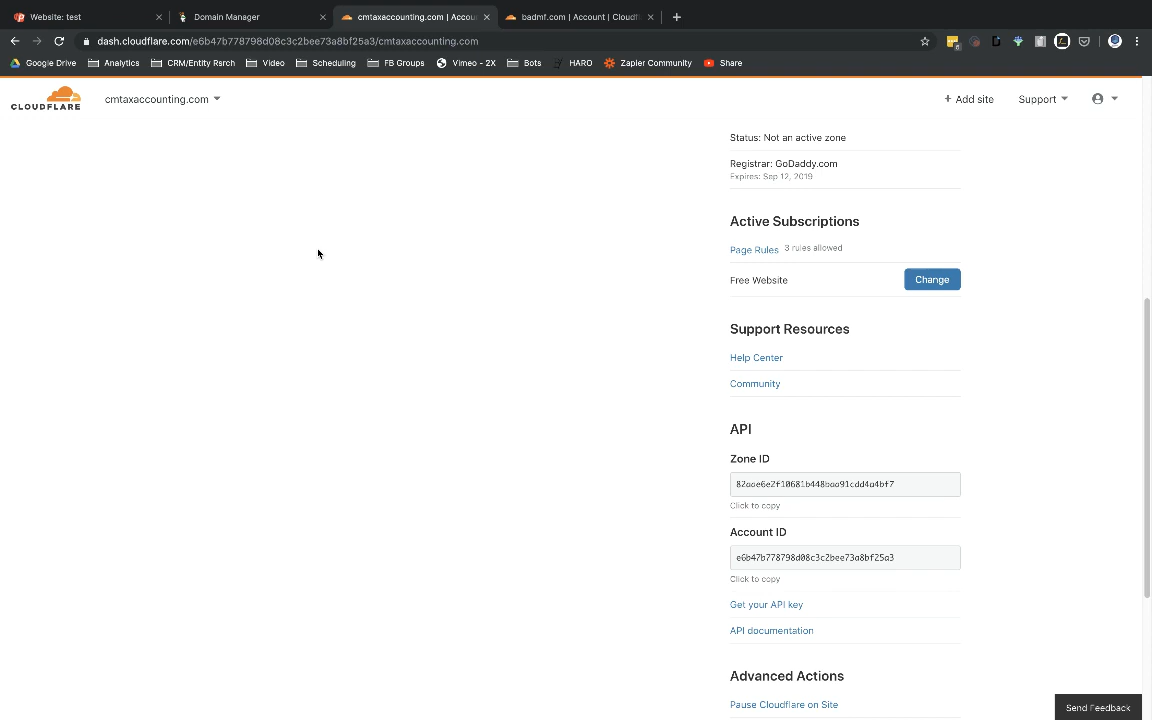 Website: test
Domain Manager
cmtaxaccounting.com | Accou
badmf.com | Account | Cloudfl
dash.cloudflare.com/e6b47b778798d08c3c2bee73a8bf25a3/cmtaxaccounting.com
Google Drive
Analytics
CRM/Entity Rsrch
Video
Scheduling
FB Groups
Vimeo - 2X
Bots
HARO
Zapier Community
Share
CLOUDFLARE
cmtaxaccounting.com
+ Add site
Support
Status: Not an active zone
Registrar: GoDaddy.com
Expires: Sep 12, 2019
Active Subscriptions
Page Rules 3 rules allowed
Free Website
Change
Support Resources
Help Center
Community
API
Zone ID
82aae6e2f10681b448baa91cdd4a4bf7
Click to copy
Account ID
e6b47b778798d08c3c2bee73a8bf25a3
Click to copy
Get your API key
API documentation
Advanced Actions
Pause Cloudflare on Site
Send Feedback